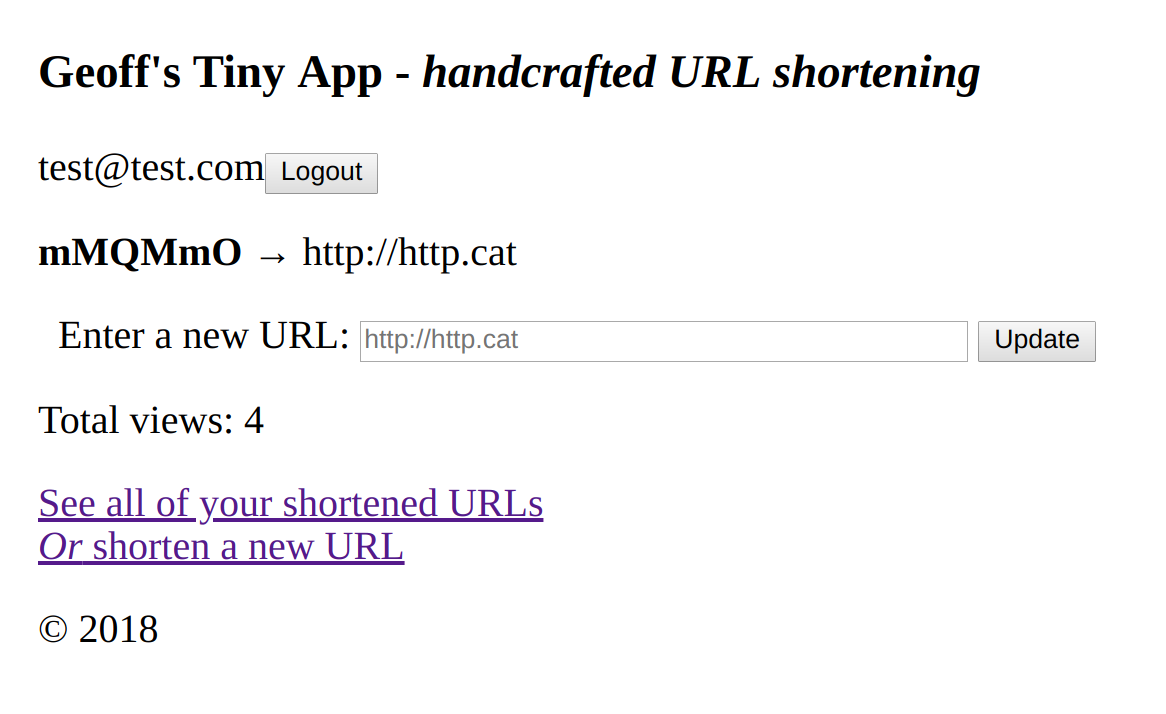 Geoff's Tiny App - handcrafted URL shortening
test@test.com Logout
mMQMmO → http://http.cat
Enter a new URL: http://http.cat Update
Total views: 4
See all of your shortened URLs
Or shorten a new URL
© 2018